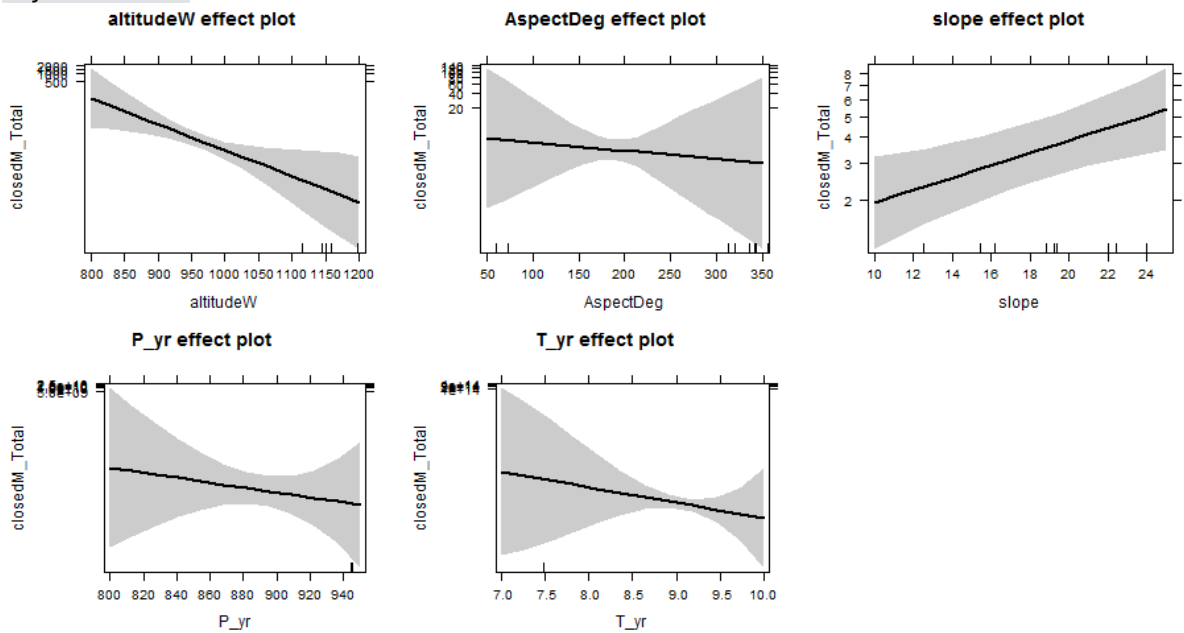 altitudeW effect plot
closedM_Total
2000
500
800 850 900 950 1000 1050 1100 1150 1200
altitudeW
AspectDeg effect plot
closedM_Total
140
40
20
50 100 150 200 250 300 350
AspectDeg
slope effect plot
closedM_Total
8
7
6
5
4
3
2
10 12 14 16 18 20 22 24
slope
P_yr effect plot
closedM_Total
800 820 840 860 880 900 920 940
P_yr
T_yr effect plot
closedM_Total
7.0 7.5 8.0 8.5 9.0 9.5 10.0
T_yr